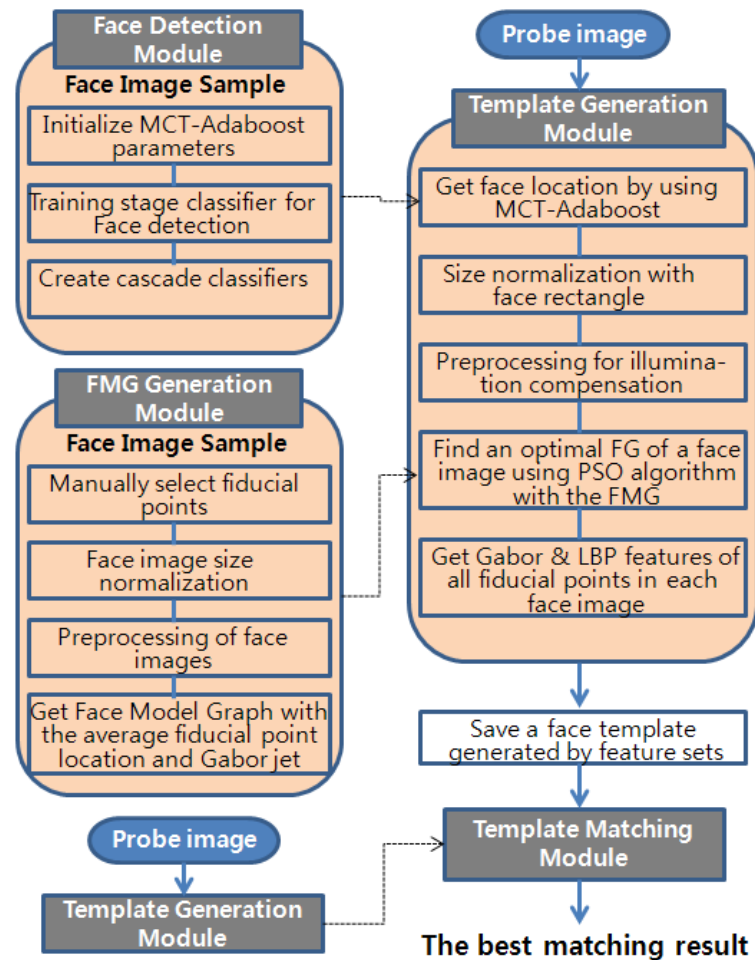 Face Detection
Module
Face Image Sample
Initialize MCT-Adaboost
parameters
Training stage classifier for
Face detection
Create cascade classifiers
FMG Generation
Module
Face Image Sample
Manually select fiducial
points
Face image size
normalization
Preprocessing of face
images
Get Face Model Graph with
the average fiducial point
location and Gabor jet
Probe image
Template Generation
Module
Probe image
Template Generation
Module
Get face location by using
MCT-Adaboost
Size normalization with
face rectangle
Preprocessing for illumina-
tion compensation
Find an optimal FG of a face
image using PSO algorithm
with the FMG
Get Gabor & LBP features of
all fiducial points in each
face image
Save a face template
generated by feature sets
Template Matching
Module
The best matching result